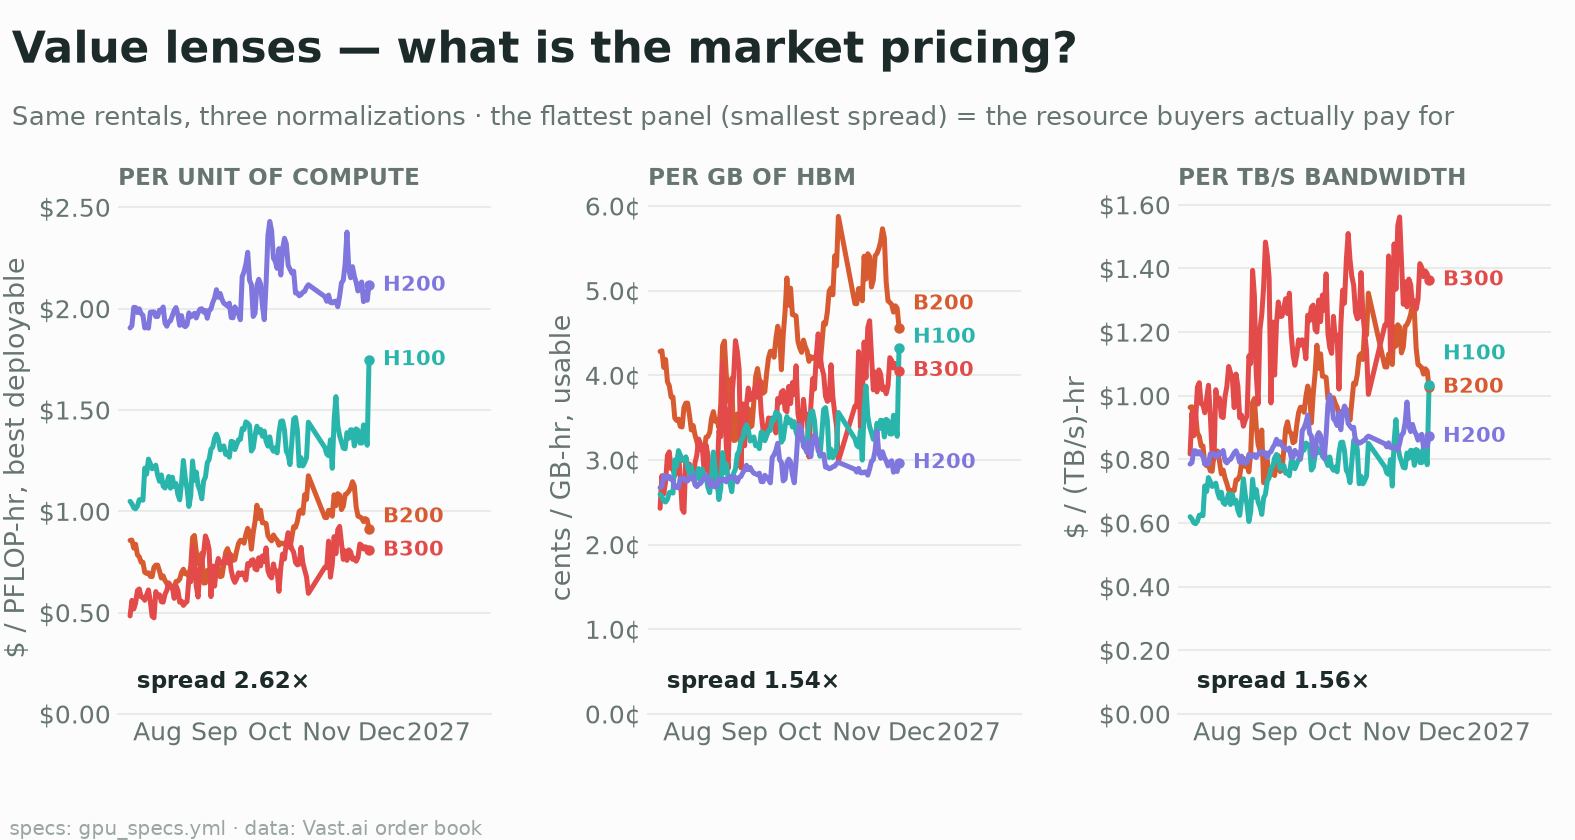 Value lenses — what is the market pricing?
Same rentals, three normalizations · the flattest panel (smallest spread) = the resource buyers actually pay for
PER UNIT OF COMPUTE
$ / PFLOP-hr, best deployable
$2.50
$2.00
$1.50
$1.00
$0.50
$0.00
H200
H100
B200
B300
spread 2.62×
Aug Sep Oct Nov Dec 2027
PER GB OF HBM
cents / GB-hr, usable
6.0¢
5.0¢
4.0¢
3.0¢
2.0¢
1.0¢
0.0¢
B200
H100
B300
H200
spread 1.54×
Aug Sep Oct Nov Dec 2027
PER TB/S BANDWIDTH
$ / (TB/s)-hr
$1.60
$1.40
$1.20
$1.00
$0.80
$0.60
$0.40
$0.20
$0.00
B300
H100
B200
H200
spread 1.56×
Aug Sep Oct Nov Dec 2027
specs: gpu_specs.yml · data: Vast.ai order book